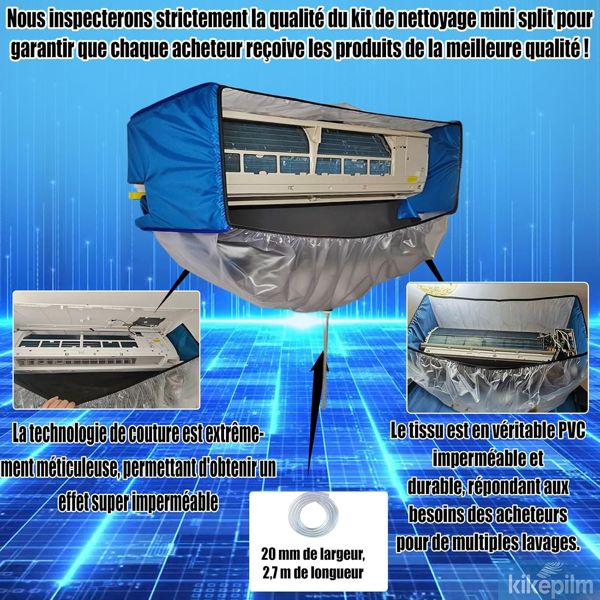 Nous inspecterons strictement la qualité du kit de nettoyage mini split pour
garantir que chaque acheteur reçoive les produits de la meilleure qualité !
La technologie de couture est extrême-
ment méticuleuse, permettant d'obtenir un
effet super imperméable
Le tissu est en véritable PVC
imperméable et
durable, répondant aux
besoins des acheteurs
pour de multiples lavages.
20 mm de largeur,
2,7 m de longueur
kikepilm